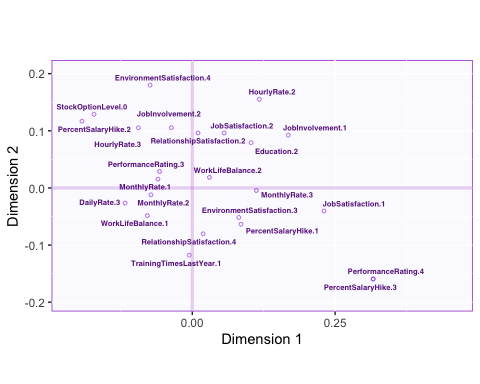 0.2
0.1
0.0
-0.1
-0.2
Dimension 2
EnvironmentSatisfaction.4
HourlyRate.2
StockOptionLevel.0
JobInvolvement.2
PercentSalaryHike.2
JobSatisfaction.2
JobInvolvement.1
HourlyRate.3
RelationshipSatisfaction.2
Education.2
PerformanceRating.3
WorkLifeBalance.2
MonthlyRate.1
MonthlyRate.3
DailyRate.3
MonthlyRate.2
JobSatisfaction.1
EnvironmentSatisfaction.3
WorkLifeBalance.1
PercentSalaryHike.1
RelationshipSatisfaction.4
TrainingTimesLastYear.1
PerformanceRating.4
PercentSalaryHike.3
0.00
0.25
Dimension 1